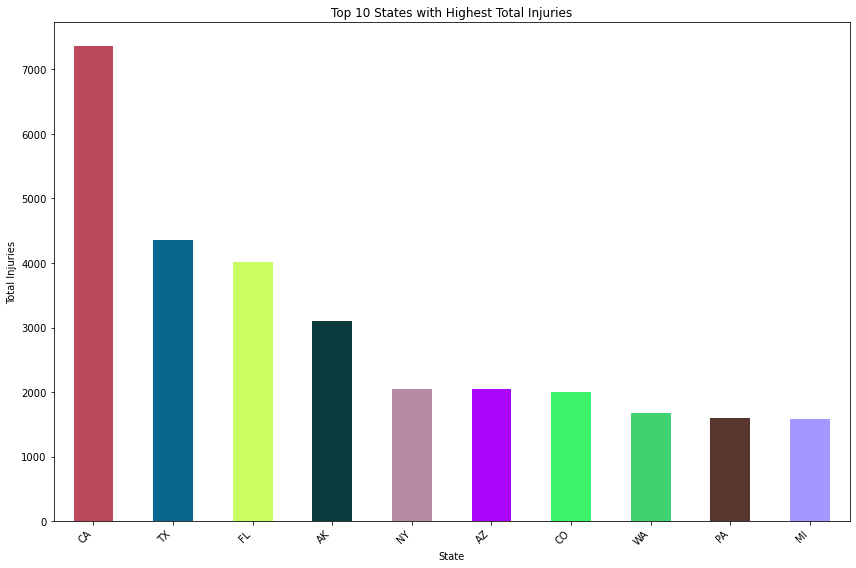 Top 10 States with Highest Total Injuries
Total Injuries
7000
6000
5000
4000
3000
2000
1000
0
CA
TX
FL
AK
NY
AZ
CO
WA
PA
MI
State